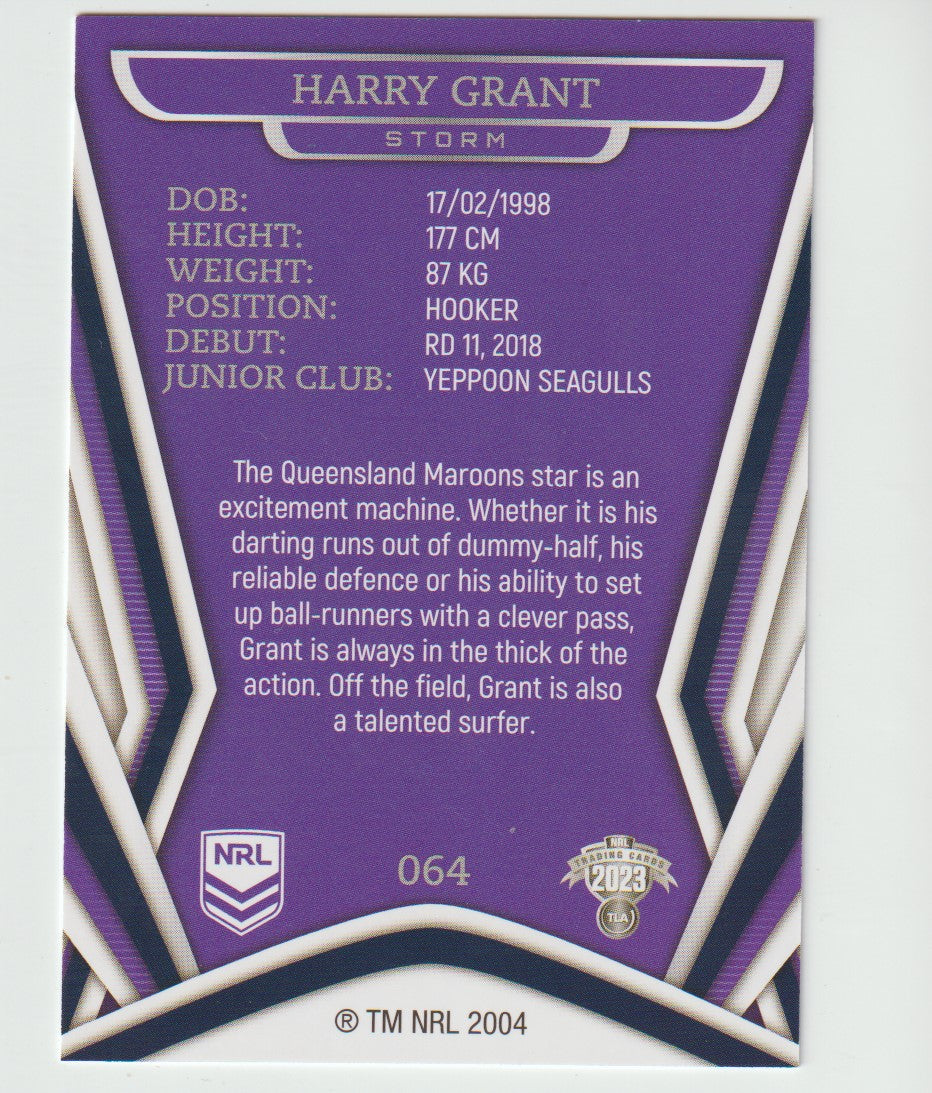 HARRY GRANT
STORM
DOB: 17/02/1998
HEIGHT: 177 CM
WEIGHT: 87 KG
POSITION: HOOKER
DEBUT: RD 11, 2018
JUNIOR CLUB: YEPPOON SEAGULLS
The Queensland Maroons star is an
excitement machine. Whether it is his
darting runs out of dummy-half, his
reliable defence or his ability to set
up ball-runners with a clever pass,
Grant is always in the thick of the
action. Off the field, Grant is also
a talented surfer.
NRL
064
NRL
TRADING CARDS
2023
TLA
® TM NRL 2004